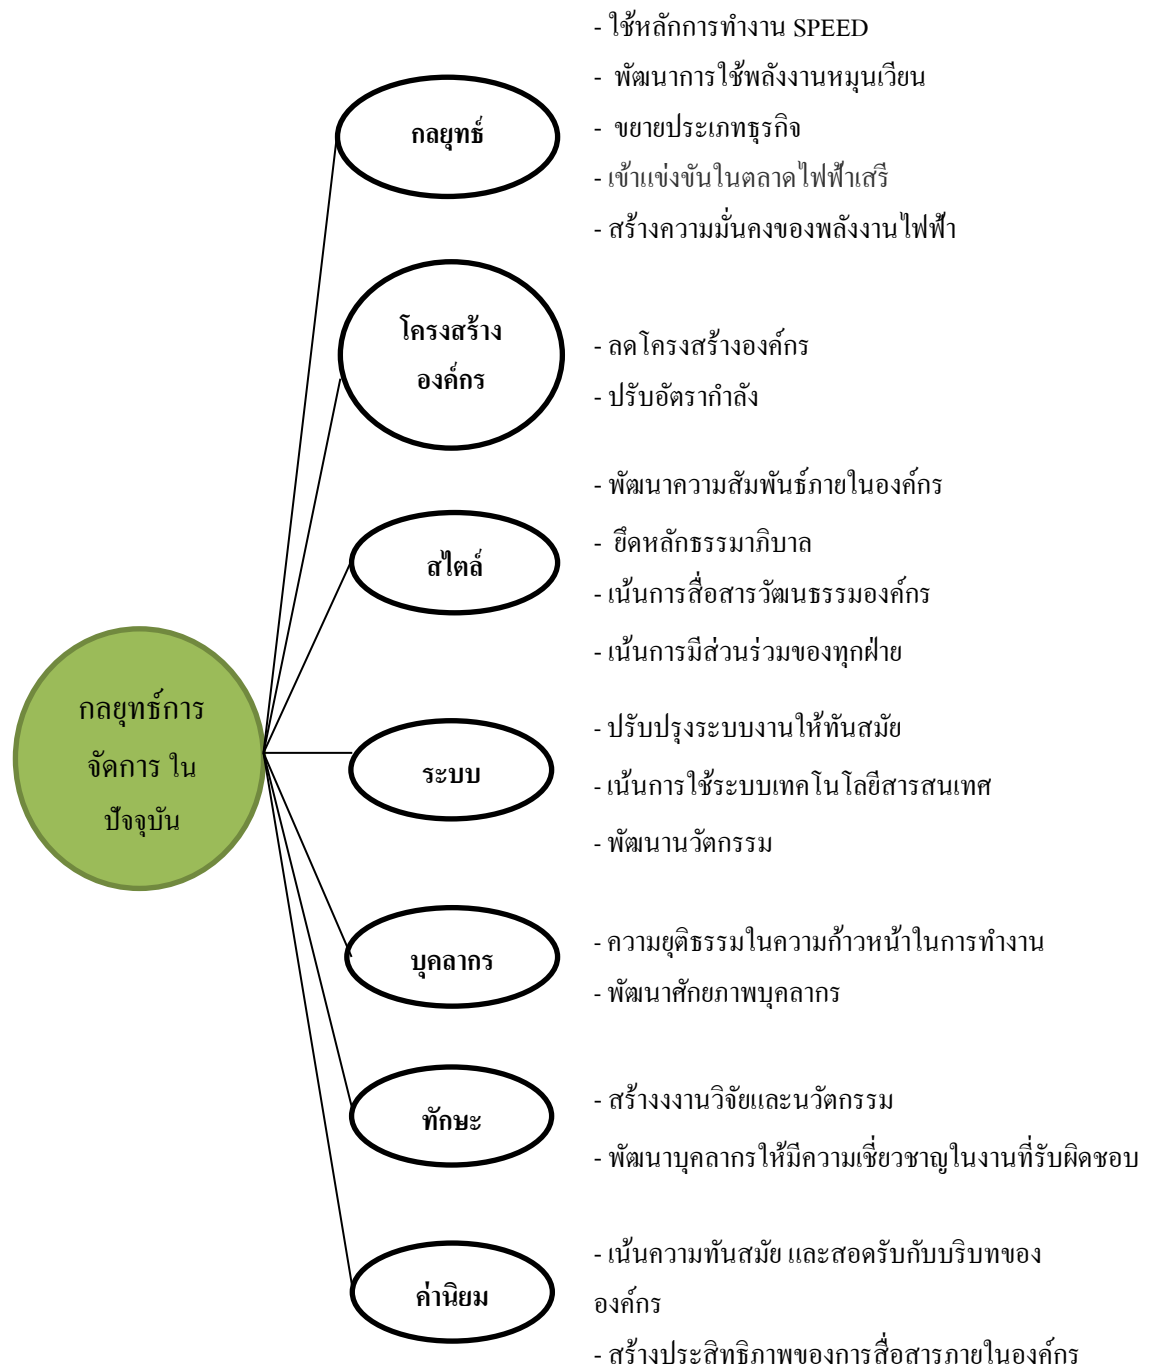 กลยุทธ์การ
จัดการ ใน
ปัจจุบัน
กลยุทธ์
- ใช้หลักการทำงาน SPEED
- พัฒนาการใช้พลังงานหมุนเวียน
- ขยายประเภทธุรกิจ
- เข้าแข่งขันในตลาดไฟฟ้าเสรี
- สร้างความมั่นคงของพลังงานไฟฟ้า
โครงสร้าง
องค์กร
- ลดโครงสร้างองค์กร
- ปรับอัตรากำลัง
สไตล์
- พัฒนาความสัมพันธ์ภายในองค์กร
- ยึดหลักธรรมาภิบาล
- เน้นการสื่อสารวัฒนธรรมองค์กร
- เน้นการมีส่วนร่วมของทุกฝ่าย
ระบบ
- ปรับปรุงระบบงานให้ทันสมัย
- เน้นการใช้ระบบเทคโนโลยีสารสนเทศ
- พัฒนานวัตกรรม
บุคลากร
- ความยุติธรรมในความก้าวหน้าในการทำงาน
- พัฒนาศักยภาพบุคลากร
ทักษะ
- สร้างงงานวิจัยและนวัตกรรม
- พัฒนาบุคลากรให้มีความเชี่ยวชาญในงานที่รับผิดชอบ
ค่านิยม
- เน้นความทันสมัย และสอดรับกับบริบทของ
องค์กร
- สร้างประสิทธิภาพของการสื่อสารภายในองค์กร